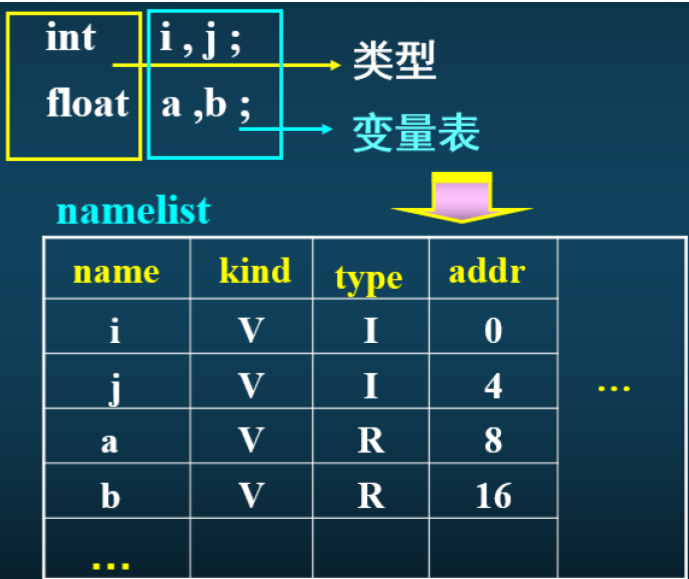 int i , j ;
类型
float a ,b ;
变量表
namelist
name kind type addr
i V I 0
j V I 4 ...
a V R 8
b V R 16
...